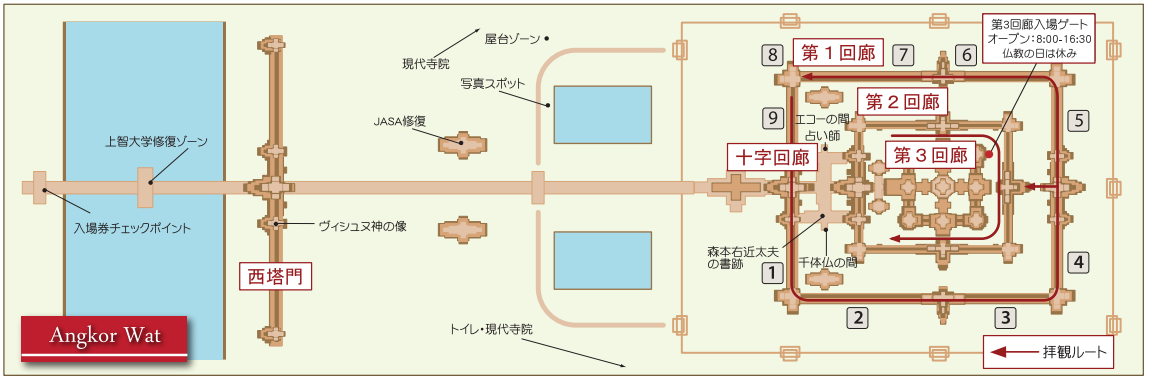 屋台ゾーン
現代寺院
写真スポット
JASA修復
上智大学修復ゾーン
入場券チェックポイント
ヴィシュヌ神の像
西塔門
Angkor Wat
トイレ・現代寺院
第3回廊入場ゲート
オープン：8:00-16:30
仏教の日は休み
8
第１回廊
7
6
第２回廊
9
エコーの間
占い師
5
十字回廊
第３回廊
森本右近太夫
の書跡
千体仏の間
1
4
2
3
拝観ルート